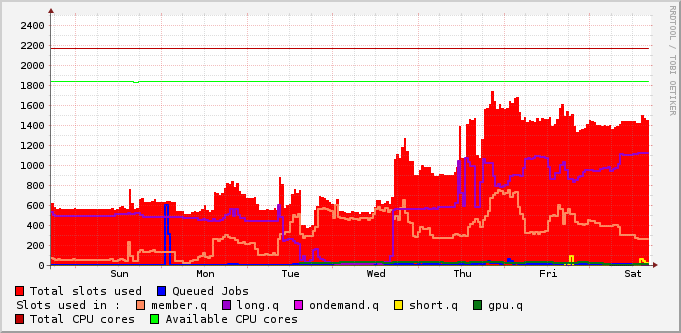 RRDTOOL / TOBI OETIKER
2400
2200
2000
1800
1600
1400
1200
1000
800
600
400
200
0
Sun Mon Tue Wed Thu Fri Sat
Total slots used Queued Jobs
Slots used in : member.q long.q ondemand.q short.q gpu.q
Total CPU cores Available CPU cores